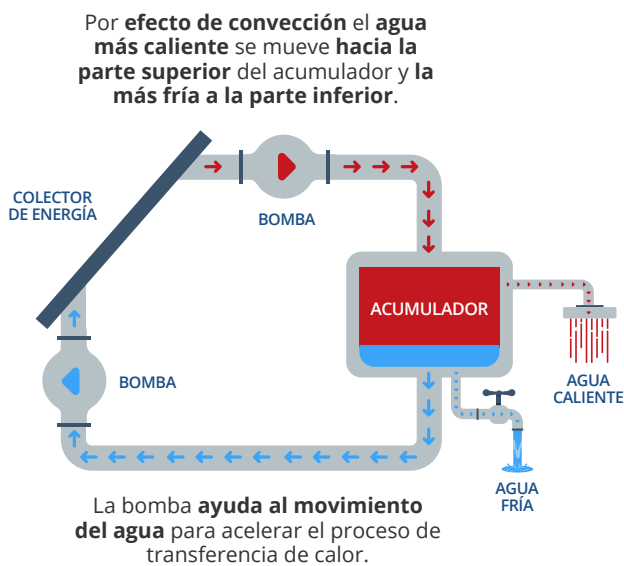 Por efecto de convección el agua
más caliente se mueve hacia la
parte superior del acumulador y la
más fría a la parte inferior.
COLECTOR
DE ENERGÍA
BOMBA
ACUMULADOR
BOMBA
AGUA
CALIENTE
AGUA
FRÍA
La bomba ayuda al movimiento
del agua para acelerar el proceso de
transferencia de calor.